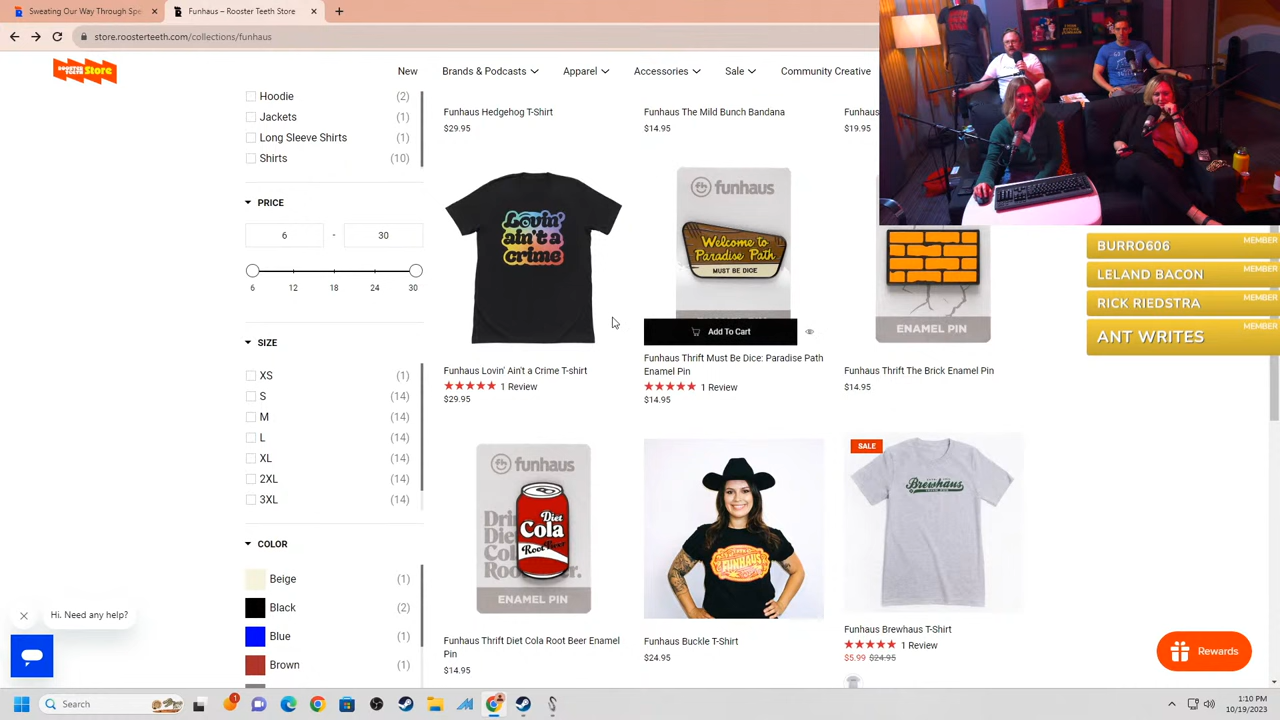 Sweating Our Way Through Spe
Funhaus – Rooster Teeth Store
store.roosterteeth.com/collections/funhaus
ROOSTER TEETH Store
New
Brands & Podcasts
Apparel
Accessories
Sale
Community Creative
Hoodie (2)
Jackets (1)
Long Sleeve Shirts (1)
Shirts (10)
PRICE
6 - 30
6 12 18 24 30
SIZE
XS (1)
S (14)
M (14)
L (14)
XL (14)
2XL (14)
3XL (14)
COLOR
Beige (1)
Black (2)
Blue (1)
Brown (1)
Funhaus Hedgehog T-Shirt
$29.95
Funhaus The Mild Bunch Bandana
$14.95
Funhaus
$19.95
Lovin'
ain't a
crime
Funhaus Lovin' Ain't a Crime T-shirt
1 Review
$29.95
funhaus
Welcome to
Paradise Path
MUST BE DICE
Add To Cart
Funhaus Thrift Must Be Dice: Paradise Path
Enamel Pin
1 Review
$14.95
ENAMEL PIN
Funhaus Thrift The Brick Enamel Pin
$14.95
funhaus
Diet
Cola
Root Beer
ENAMEL PIN
Funhaus Thrift Diet Cola Root Beer Enamel
Pin
$14.95
FUNHAUS
Funhaus Buckle T-Shirt
$24.95
SALE
Brewhaus
Funhaus Brewhaus T-Shirt
1 Review
$5.99 $24.95
BURRO606 MEMBER
LELAND BACON MEMBER
RICK RIEDSTRA MEMBER
ANT WRITES MEMBER
Hi. Need any help?
Rewards
Search
1
1:10 PM
10/19/2023